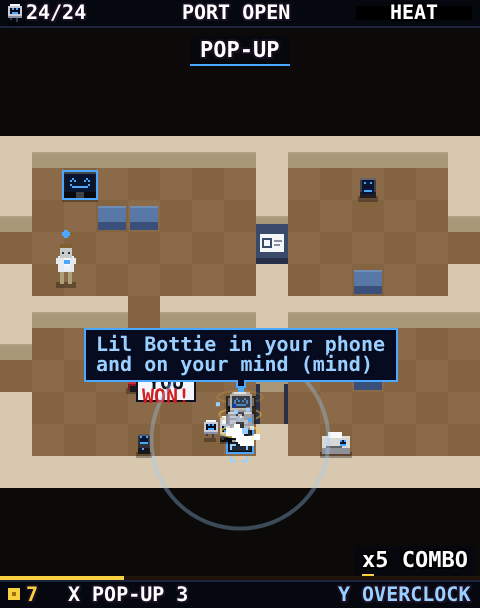 24/24 PORT OPEN HEAT
POP-UP
Lil Bottie in your phone
and on your mind (mind)
YOU
WON!
x5 COMBO
7 X POP-UP 3 Y OVERCLOCK